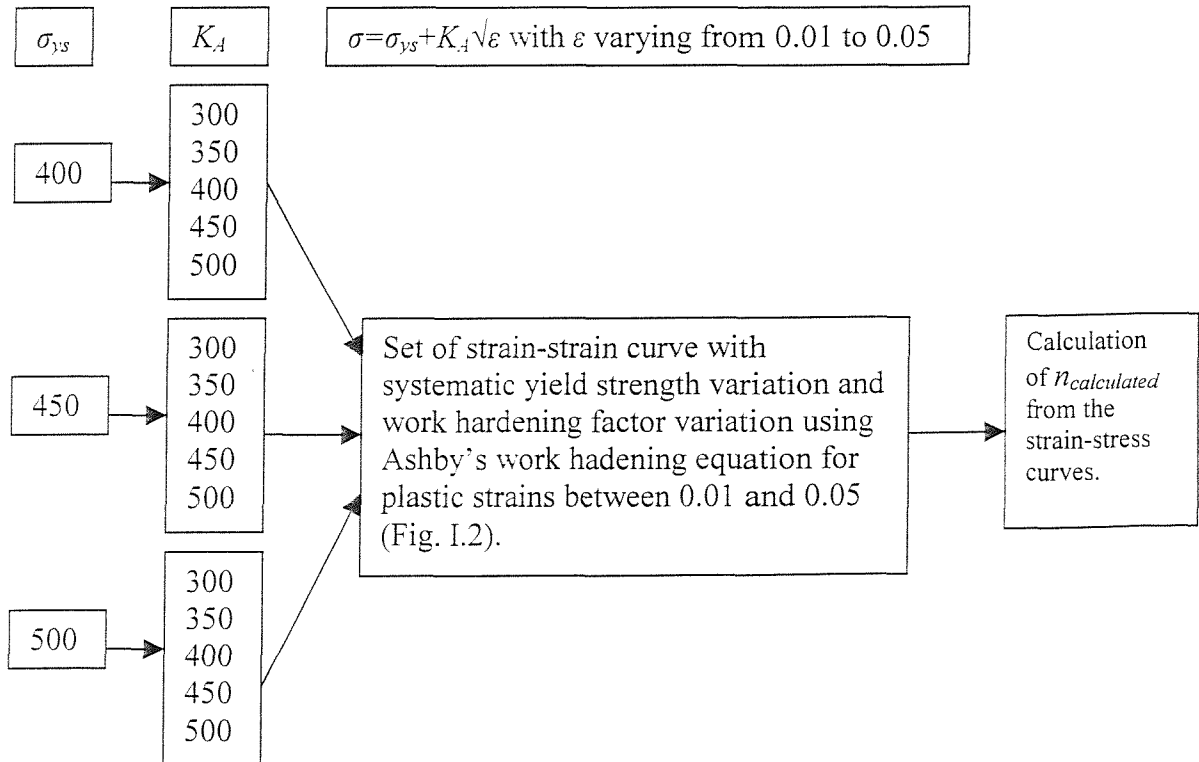 σys
K_A
σ=σys+K_A√ε with ε varying from 0.01 to 0.05
400
300
350
400
450
500
450
300
350
400
450
500
500
300
350
400
450
500
Set of strain-strain curve with
systematic yield strength variation and
work hardening factor variation using
Ashby's work hadening equation for
plastic strains between 0.01 and 0.05
(Fig. I.2).
Calculation
of n_calculated
from the
strain-stress
curves.